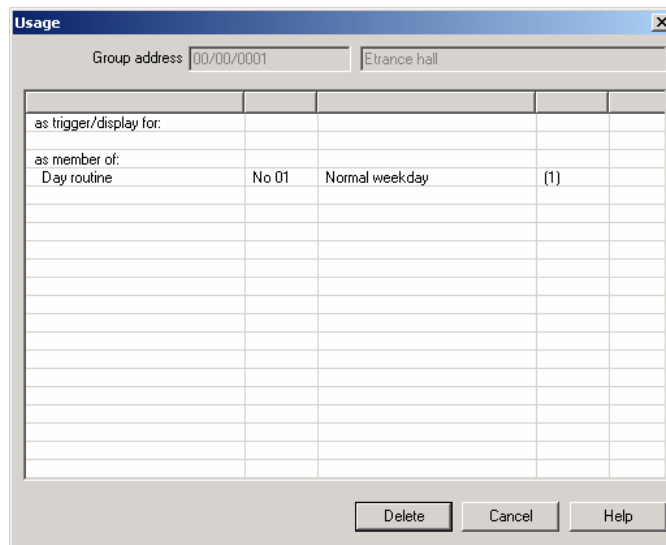 Usage
Group address 00/00/0001 Etrance hall
as trigger/display for:
as member of:
Day routine No 01 Normal weekday (1)
Delete Cancel Help